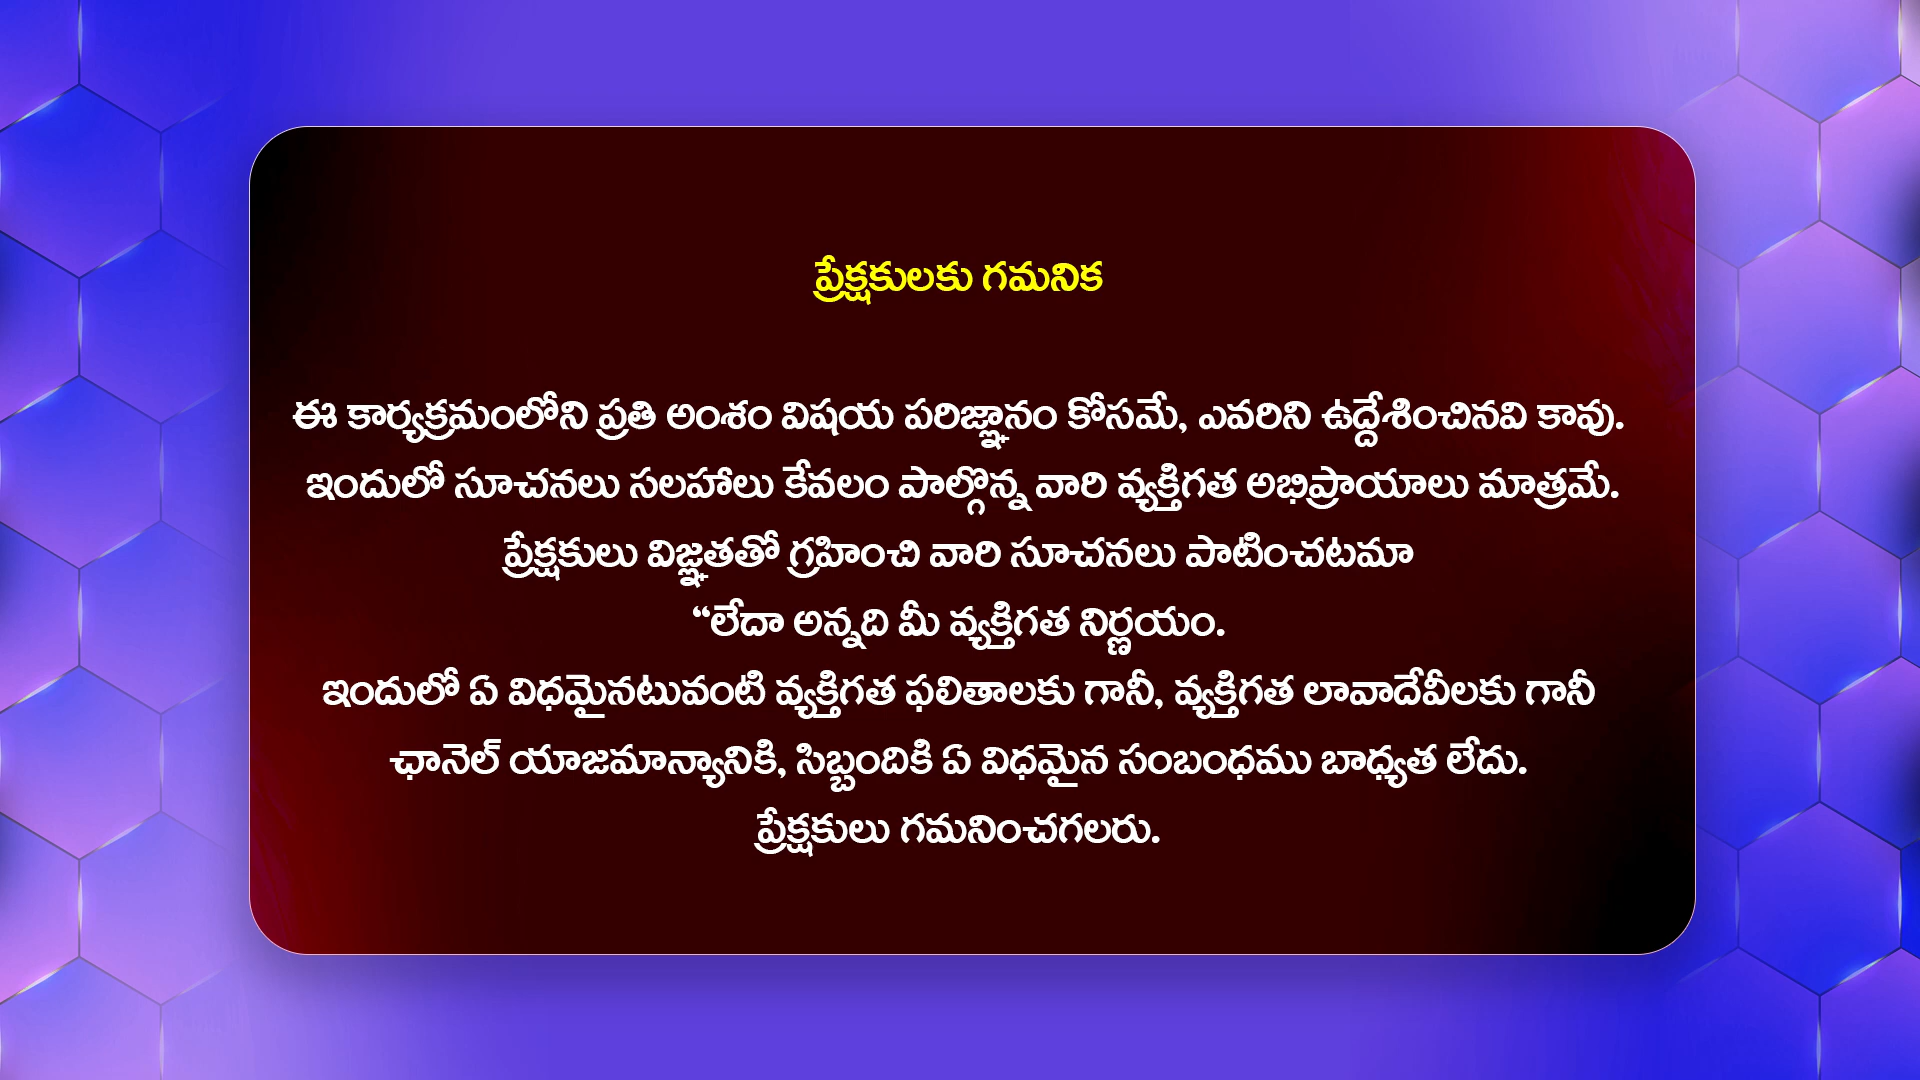 ప్రేక్షకులకు గమనిక
ఈ కార్యక్రమంలోని ప్రతి అంశం విషయ పరిజ్ఞానం కోసమే, ఎవరిని ఉద్దేశించినవి కావు.
ఇందులో సూచనలు సలహాలు కేవలం పాల్గొన్న వారి వ్యక్తిగత అభిప్రాయాలు మాత్రమే.
ప్రేక్షకులు విజ్ఞతతో గ్రహించి వారి సూచనలు పాటించటమా
“లేదా అన్నది మీ వ్యక్తిగత నిర్ణయం.
ఇందులో ఏ విధమైనటువంటి వ్యక్తిగత ఫలితాలకు గానీ, వ్యక్తిగత లావాదేవీలకు గానీ
ఛానెల్ యాజమాన్యానికి, సిబ్బందికి ఏ విధమైన సంబంధము బాధ్యత లేదు.
ప్రేక్షకులు గమనించగలరు.